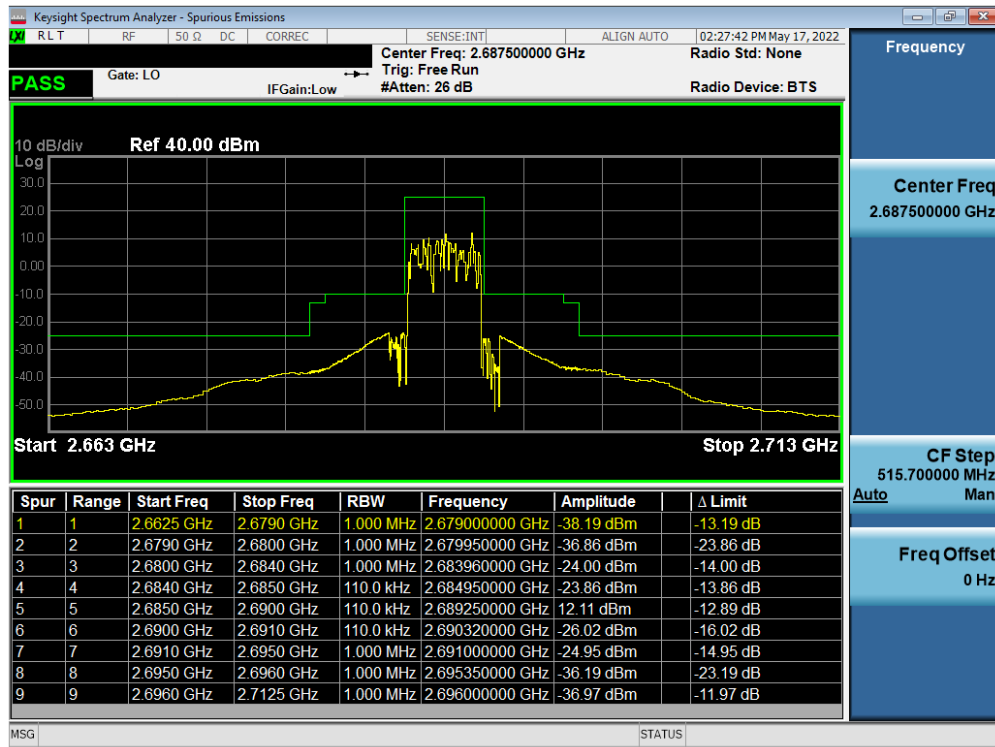 Keysight Spectrum Analyzer - Spurious Emissions
LXI RLT RF 50 Ω DC CORREC SENSE:INT ALIGN AUTO 02:27:42 PM May 17, 2022
Center Freq: 2.687500000 GHz Radio Std: None
PASS Gate: LO Trig: Free Run
IFGain:Low #Atten: 26 dB Radio Device: BTS
Frequency
10 dB/div Ref 40.00 dBm
Log
30.0
20.0
10.0
0.00
-10.0
-20.0
-30.0
-40.0
-50.0
Start 2.663 GHz Stop 2.713 GHz
Spur Range Start Freq Stop Freq RBW Frequency Amplitude Δ Limit
1 1 2.6625 GHz 2.6790 GHz 1.000 MHz 2.679000000 GHz -38.19 dBm -13.19 dB
2 2 2.6790 GHz 2.6800 GHz 1.000 MHz 2.679950000 GHz -36.86 dBm -23.86 dB
3 3 2.6800 GHz 2.6840 GHz 1.000 MHz 2.683960000 GHz -24.00 dBm -14.00 dB
4 4 2.6840 GHz 2.6850 GHz 110.0 kHz 2.684950000 GHz -23.86 dBm -13.86 dB
5 5 2.6850 GHz 2.6900 GHz 110.0 kHz 2.689250000 GHz 12.11 dBm -12.89 dB
6 6 2.6900 GHz 2.6910 GHz 110.0 kHz 2.690320000 GHz -26.02 dBm -16.02 dB
7 7 2.6910 GHz 2.6950 GHz 1.000 MHz 2.691000000 GHz -24.95 dBm -14.95 dB
8 8 2.6950 GHz 2.6960 GHz 1.000 MHz 2.695350000 GHz -36.19 dBm -23.19 dB
9 9 2.6960 GHz 2.7125 GHz 1.000 MHz 2.696000000 GHz -36.97 dBm -11.97 dB
Center Freq
2.687500000 GHz
CF Step
515.700000 MHz
Auto Man
Freq Offset
0 Hz
MSG STATUS